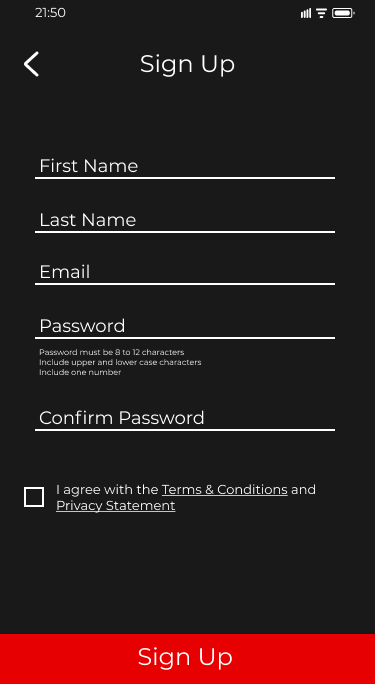 21:50
Sign Up
First Name
Last Name
Email
Password
Password must be 8 to 12 characters
Include upper and lower case characters
Include one number
Confirm Password
I agree with the Terms & Conditions and
Privacy Statement
Sign Up